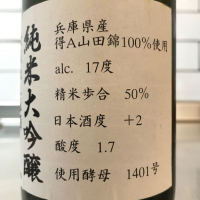 純米大吟醸
兵庫県産
得A山田錦100%使用
alc. 17度
精米歩合 50%
日本酒度 +2
酸度 1.7
使用酵母 1401号